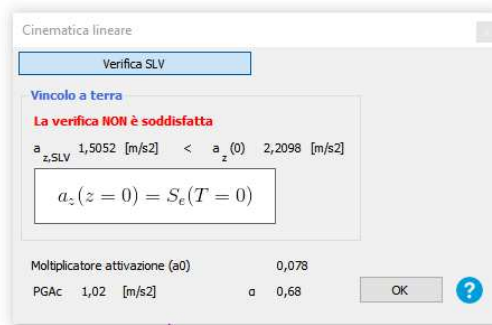 Cinematica lineare
Verifica SLV
Vincolo a terra
La verifica NON è soddisfatta
a z,SLV 1,5052 [m/s2] < a z (0) 2,2098 [m/s2]
a_z(z = 0) = S_e(T = 0)
Moltiplicatore attivazione (a0) 0,078
PGAc 1,02 [m/s2] α 0,68 OK ?